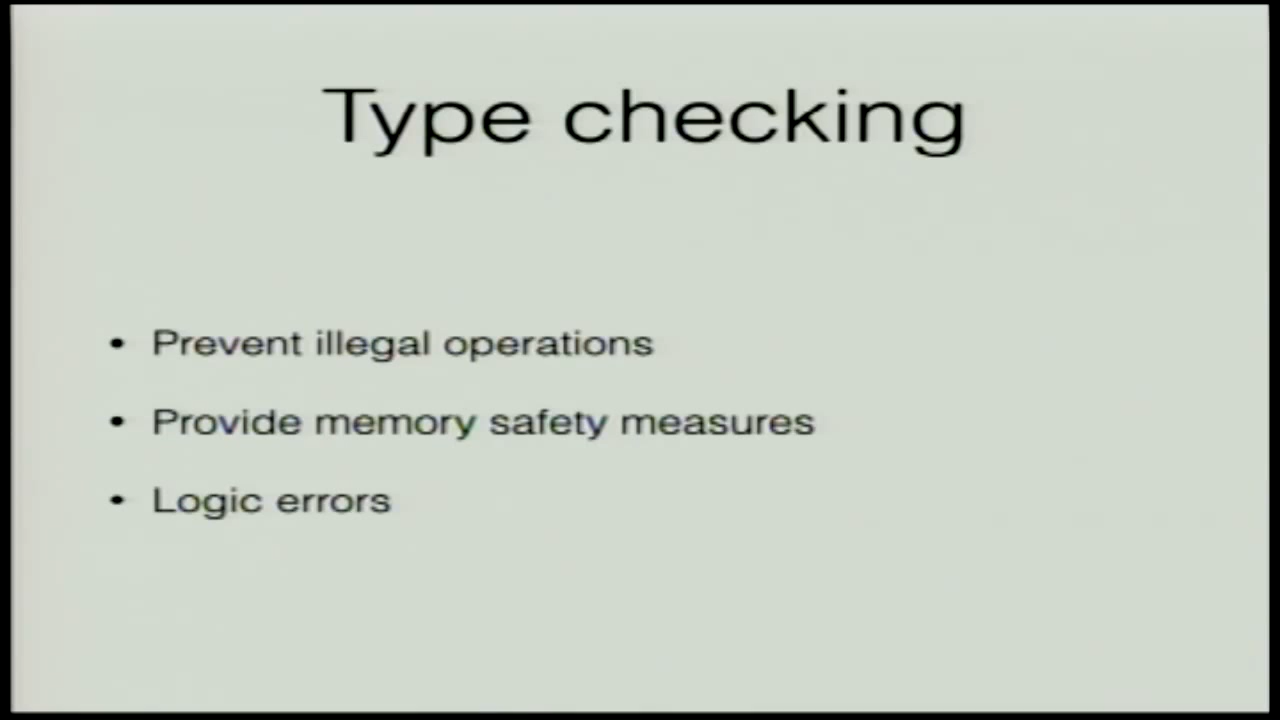 Type checking
• Prevent illegal operations
• Provide memory safety measures
• Logic errors